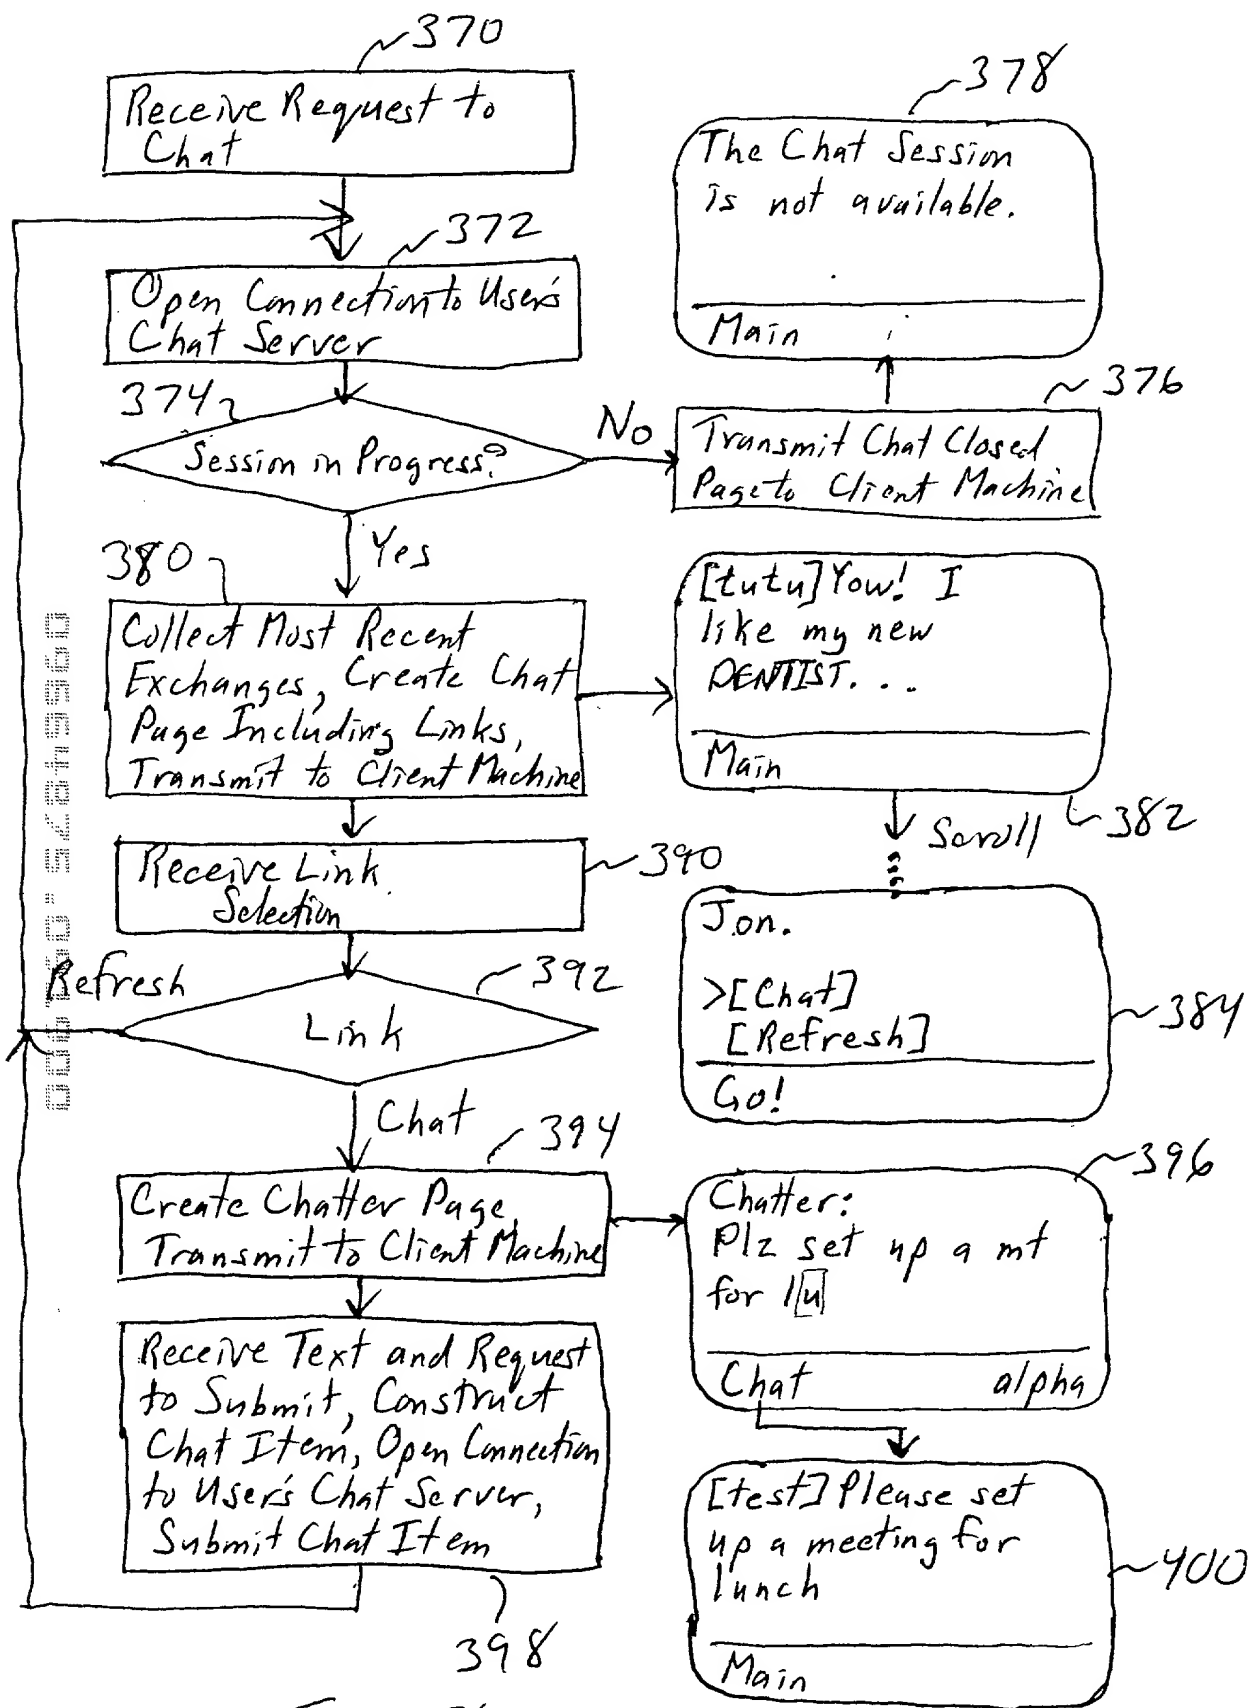 370
Receive Request to
Chat
378
The Chat Session
is not available.
Main
372
Open Connection to User's
Chat Server
374
Session in Progress?
No
376
Transmit Chat Closed
Page to Client Machine
Yes
380
Collect Most Recent
Exchanges, Create Chat
Page Including Links,
Transmit to Client Machine
[tutu] Yow! I
like my new
DENTIST...
Main
382
Scroll
390
Receive Link
Selection
Jon.
>[Chat]
[Refresh]
Go!
384
Refresh
392
Link
Chat
394
Create Chatter Page
Transmit to Client Machine
396
Chatter:
Plz set up a mt
for l[u]
Chat alpha
Receive Text and Request
to Submit, Construct
Chat Item, Open Connection
to User's Chat Server,
Submit Chat Item
398
[test] Please set
up a meeting for
lunch
Main
400